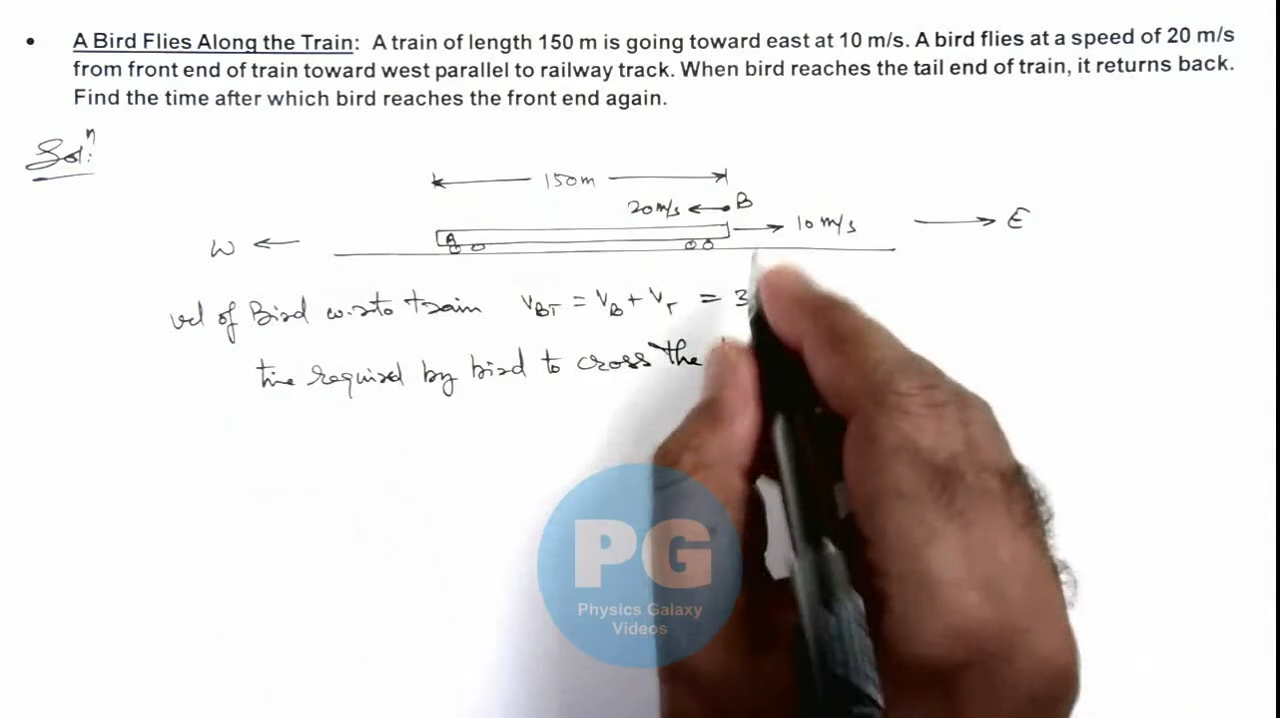 • A Bird Flies Along the Train: A train of length 150 m is going toward east at 10 m/s. A bird flies at a speed of 20 m/s
from front end of train toward west parallel to railway track. When bird reaches the tail end of train, it returns back.
Find the time after which bird reaches the front end again.
Solⁿ:
150m
20m/s B
10 m/s E
W A
vel of Bird w.r.to train V_BT = V_B + V_T = 3
time required by bird to cross the
PG
Physics Galaxy
Videos